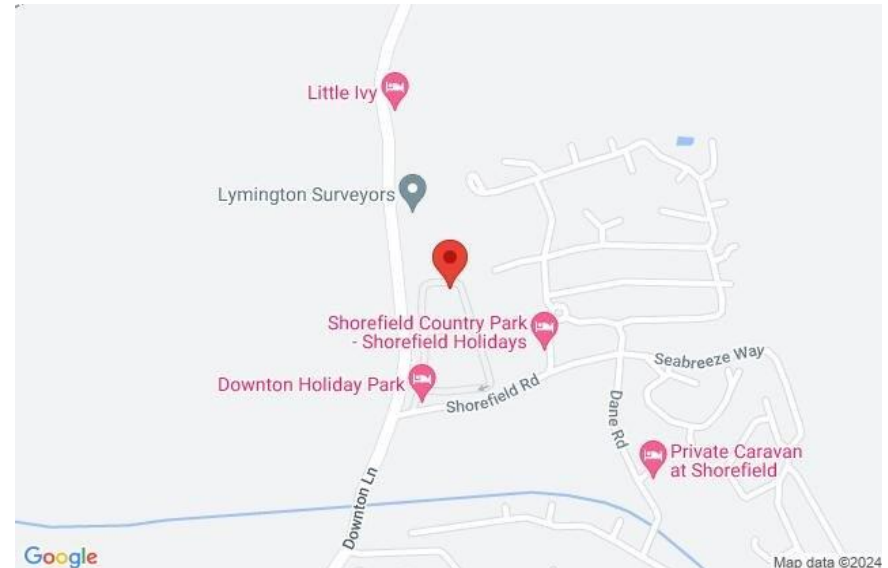 Little Ivy
Lymington Surveyors
Shorefield Country Park
- Shorefield Holidays
Seabreeze Way
Downton Holiday Park
Shorefield Rd
Dane Rd
Private Caravan
at Shorefield
Downton Ln
Google
Map data ©2024